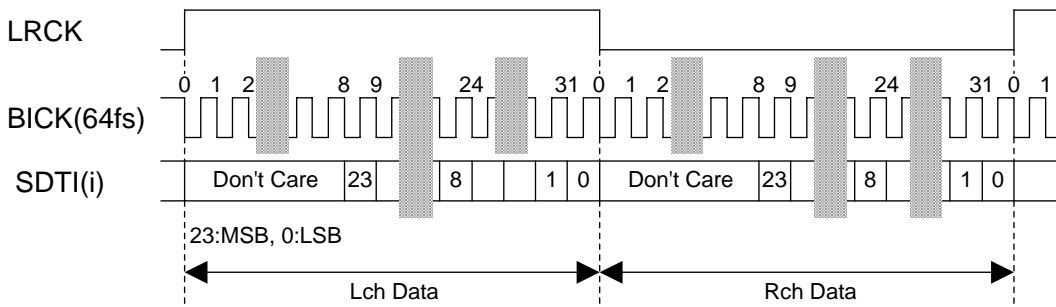 LRCK
0 1 2 8 9 24 31 0 1 2 8 9 24 31 0 1
BICK(64fs)
SDTI(i) Don't Care 23 8 1 0 Don't Care 23 8 1 0
23:MSB, 0:LSB
Lch Data Rch Data